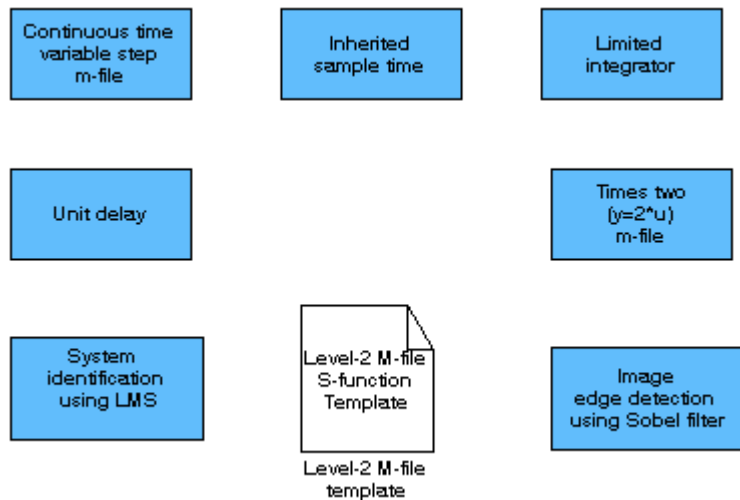 Continuous time
variable step
m-file
Inherited
sample time
Limited
integrator
Unit delay
Times two
(y=2*u)
m-file
System
identification
using LMS
Level-2 M-file
S-function
Template
Level-2 M-file
template
Image
edge detection
using Sobel filter